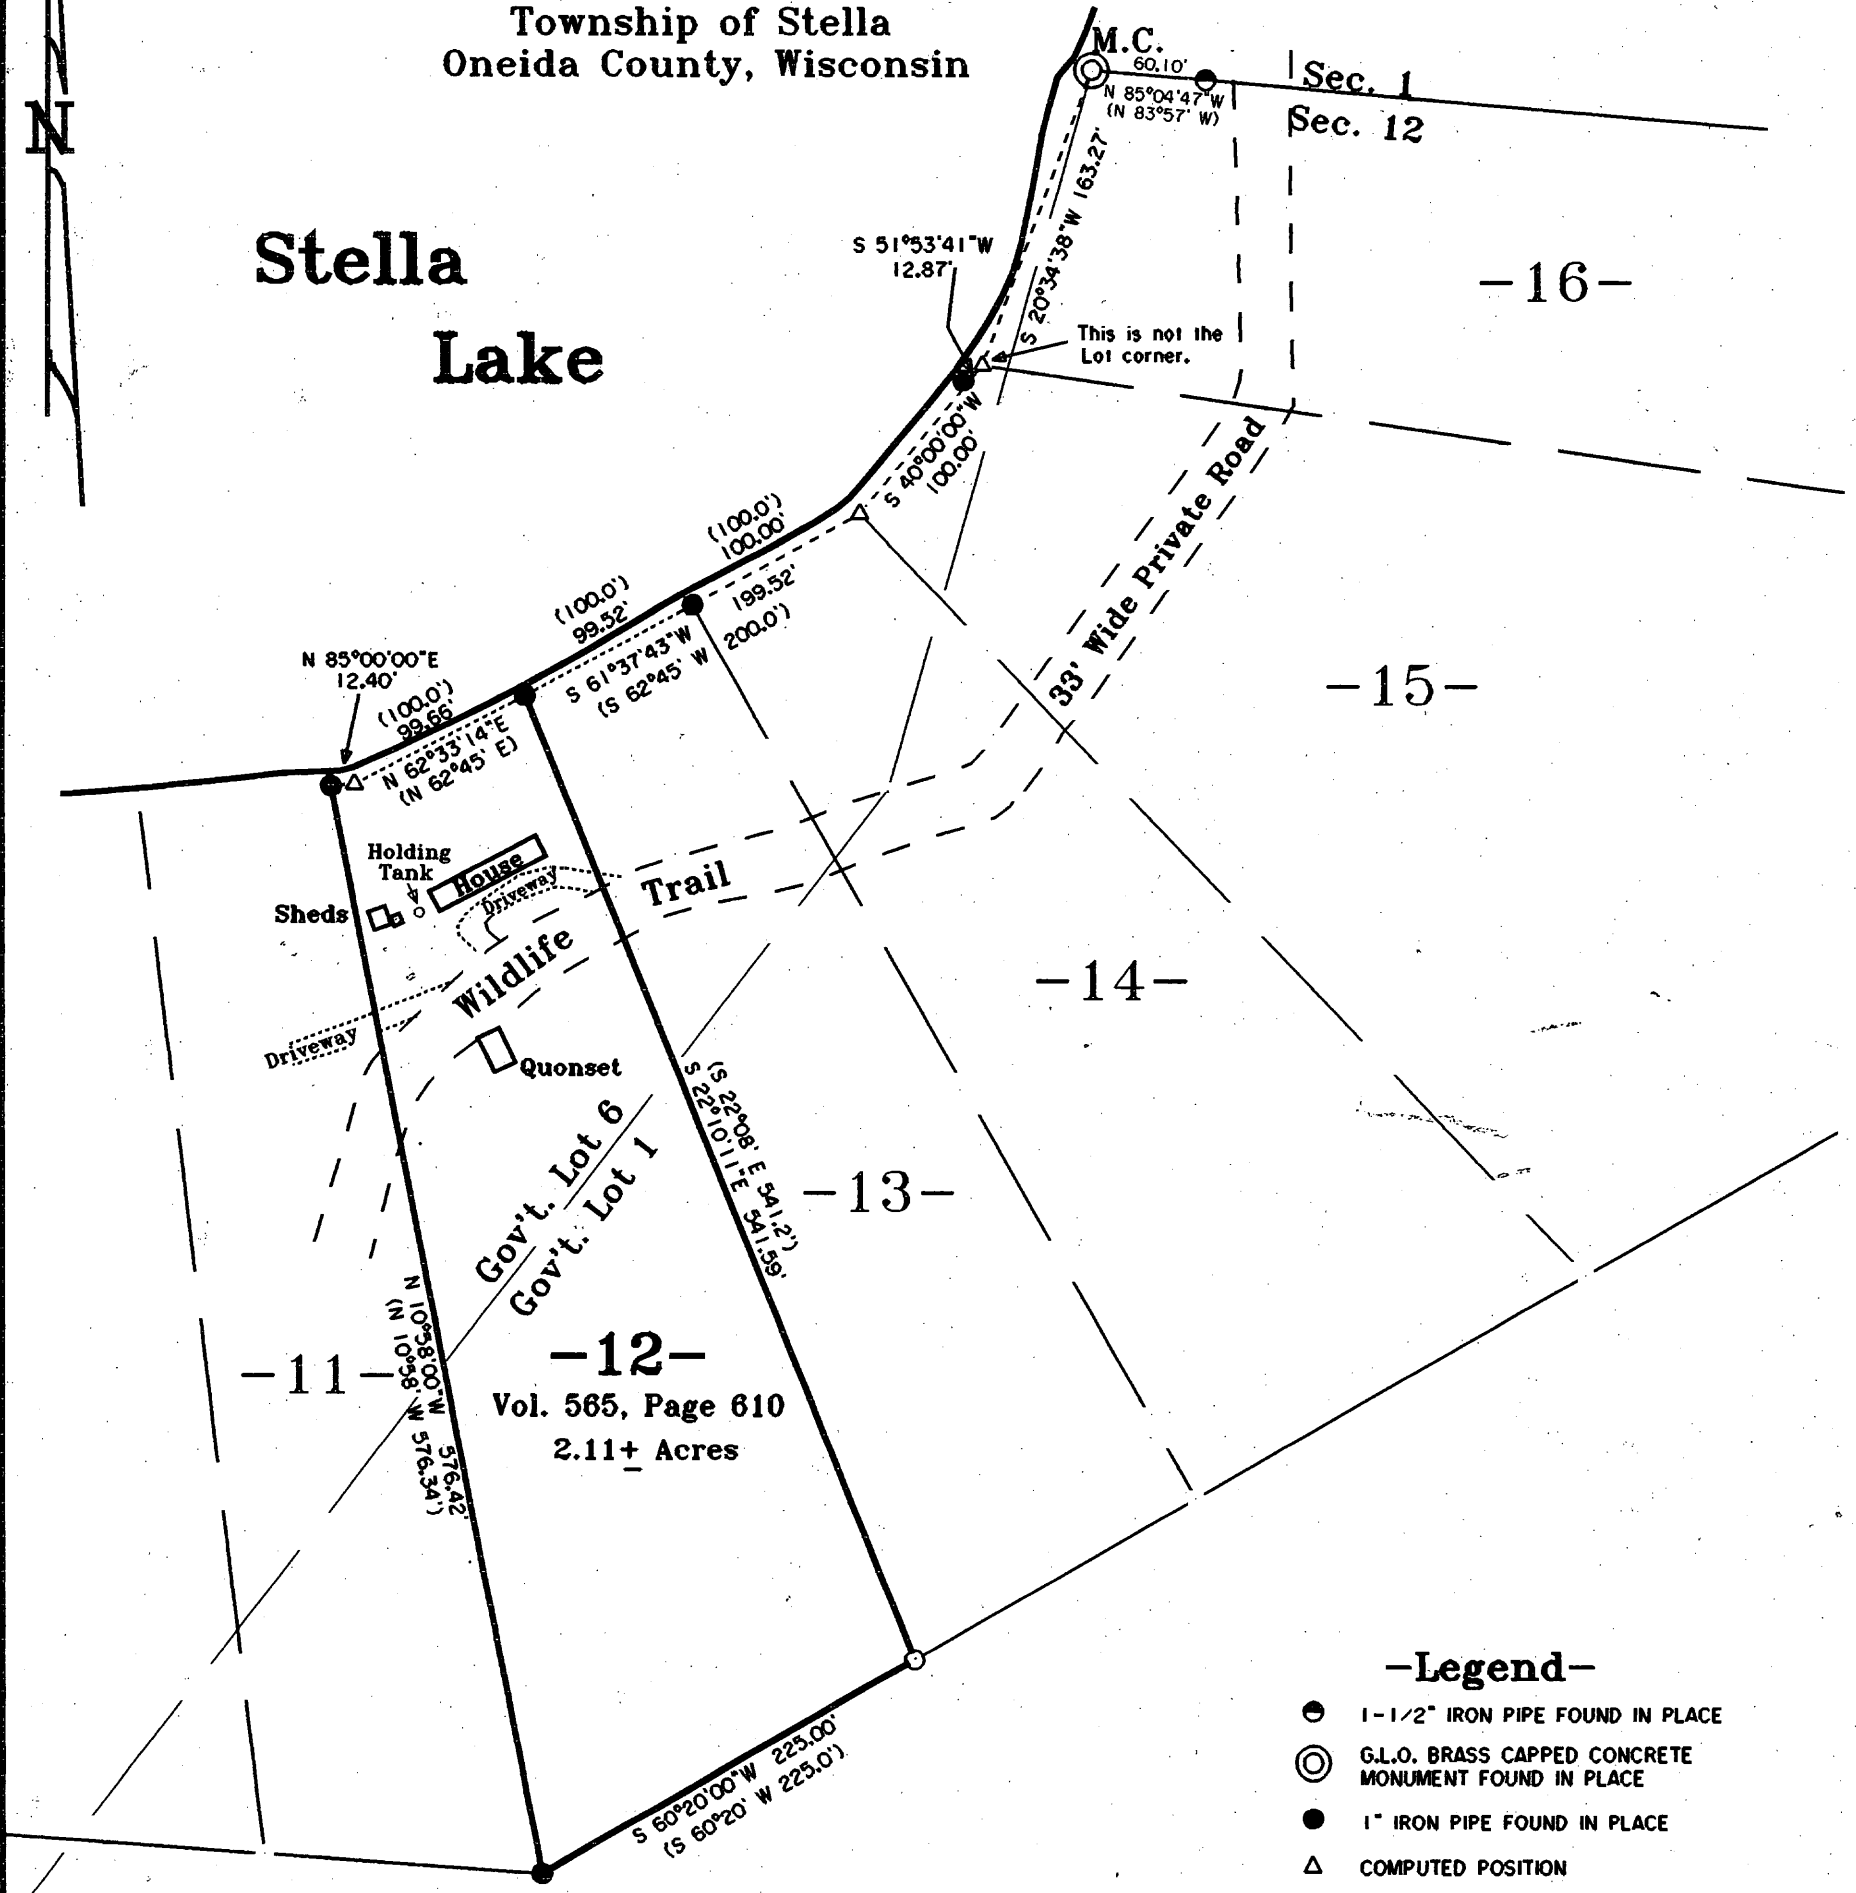 Township of Stella
Oneida County, Wisconsin
N
M.C.
60.10'
N 85°04'47"W
(N 83°57' W)
Sec. 1
Sec. 12
Stella
Lake
S 51°53'41"W
12.87'
S 20°34'38"W 163.27'
This is not the
Lot corner.
-16-
S 40°00'00"W
100.00'
33' Wide Private Road
(100.0')
100.00'
(100.0')
99.52'
199.52'
S 61°37'43"W
(S 62°45' W 200.0')
-15-
N 85°00'00"E
12.40'
(100.0')
99.66'
N 62°33'14"E
(N 62°45' E)
Holding
Tank
House
Driveway
Sheds
Wildlife Trail
Driveway
Quonset
-14-
Gov't. Lot 6
Gov't. Lot 1
(S 22°08' E 541.2')
S 22°10'11"E 541.59'
-13-
N 10°58'00"W 576.42'
(N 10°58' W 576.34')
-11-
-12-
Vol. 565, Page 610
2.11± Acres
S 60°20'00"W 225.00'
(S 60°20' W 225.0')
-Legend-
1-1/2" IRON PIPE FOUND IN PLACE
G.L.O. BRASS CAPPED CONCRETE
MONUMENT FOUND IN PLACE
1" IRON PIPE FOUND IN PLACE
COMPUTED POSITION